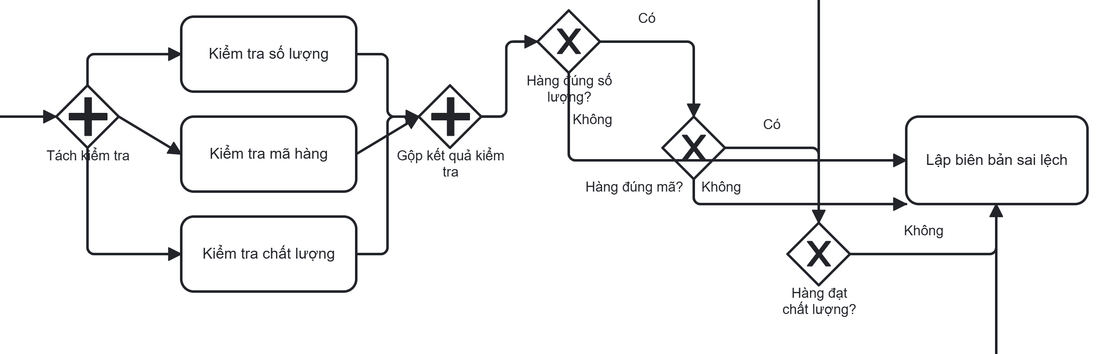 Kiểm tra số lượng
Tách kiểm tra
Kiểm tra mã hàng
Kiểm tra chất lượng
Gộp kết quả kiểm
tra
Hàng đúng số
lượng?
Có
Không
Hàng đúng mã?
Có
Không
Lập biên bản sai lệch
Hàng đạt
chất lượng?
Không